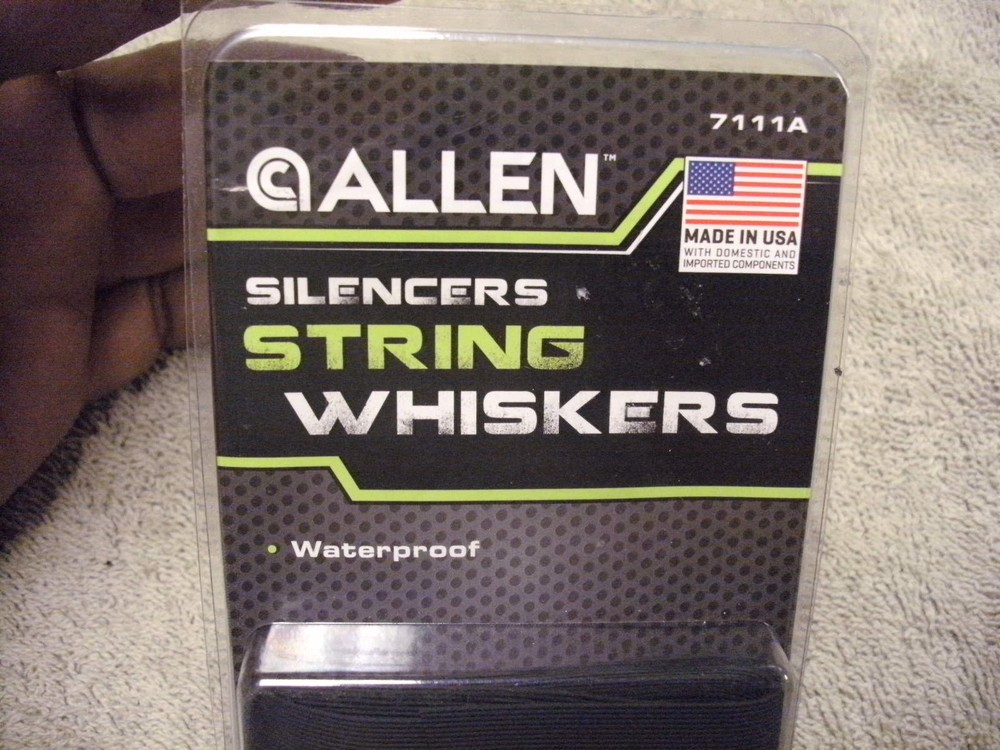 7111A
ALLEN™
MADE IN USA
WITH DOMESTIC AND
IMPORTED COMPONENTS
SILENCERS
STRING
WHISKERS
• Waterproof